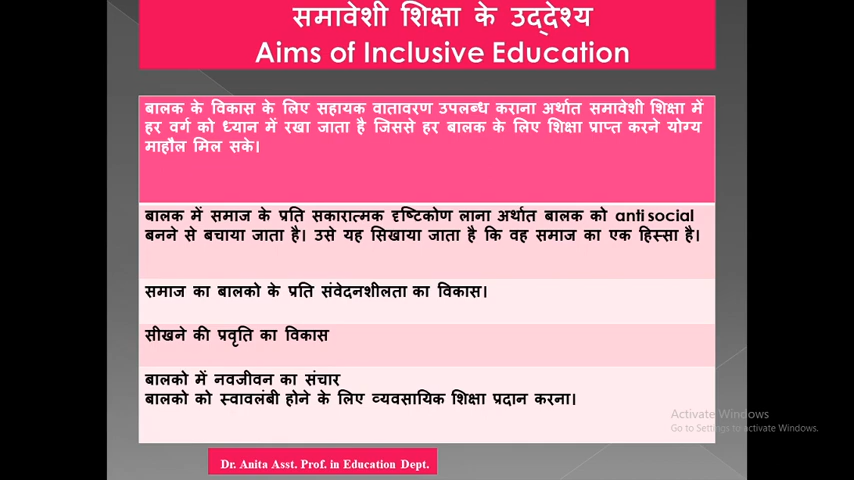 समावेशी शिक्षा के उद्देश्य
Aims of Inclusive Education
बालक के विकास के लिए सहायक वातावरण उपलब्ध कराना अर्थात समावेशी शिक्षा में
हर वर्ग को ध्यान में रखा जाता है जिससे हर बालक के लिए शिक्षा प्राप्त करने योग्य
माहौल मिल सके।
बालक में समाज के प्रति सकारात्मक दृष्टिकोण लाना अर्थात बालक को anti social
बनने से बचाया जाता है। उसे यह सिखाया जाता है कि वह समाज का एक हिस्सा है।
समाज का बालको के प्रति संवेदनशीलता का विकास।
सीखने की प्रवृति का विकास
बालको में नवजीवन का संचार
बालको को स्वावलंबी होने के लिए व्यवसायिक शिक्षा प्रदान करना।
Activate Windows
Go to Settings to activate Windows.
Dr. Anita Asst. Prof. in Education Dept.